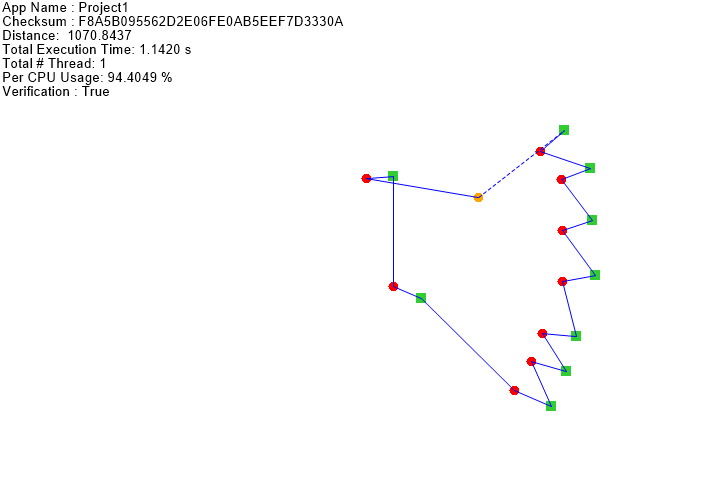 App Name : Project1
Checksum : F8A5B095562D2E06FE0AB5EEF7D3330A
Distance:  1070.8437
Total Execution Time: 1.1420 s
Total # Thread: 1
Per CPU Usage: 94.4049 %
Verification : True